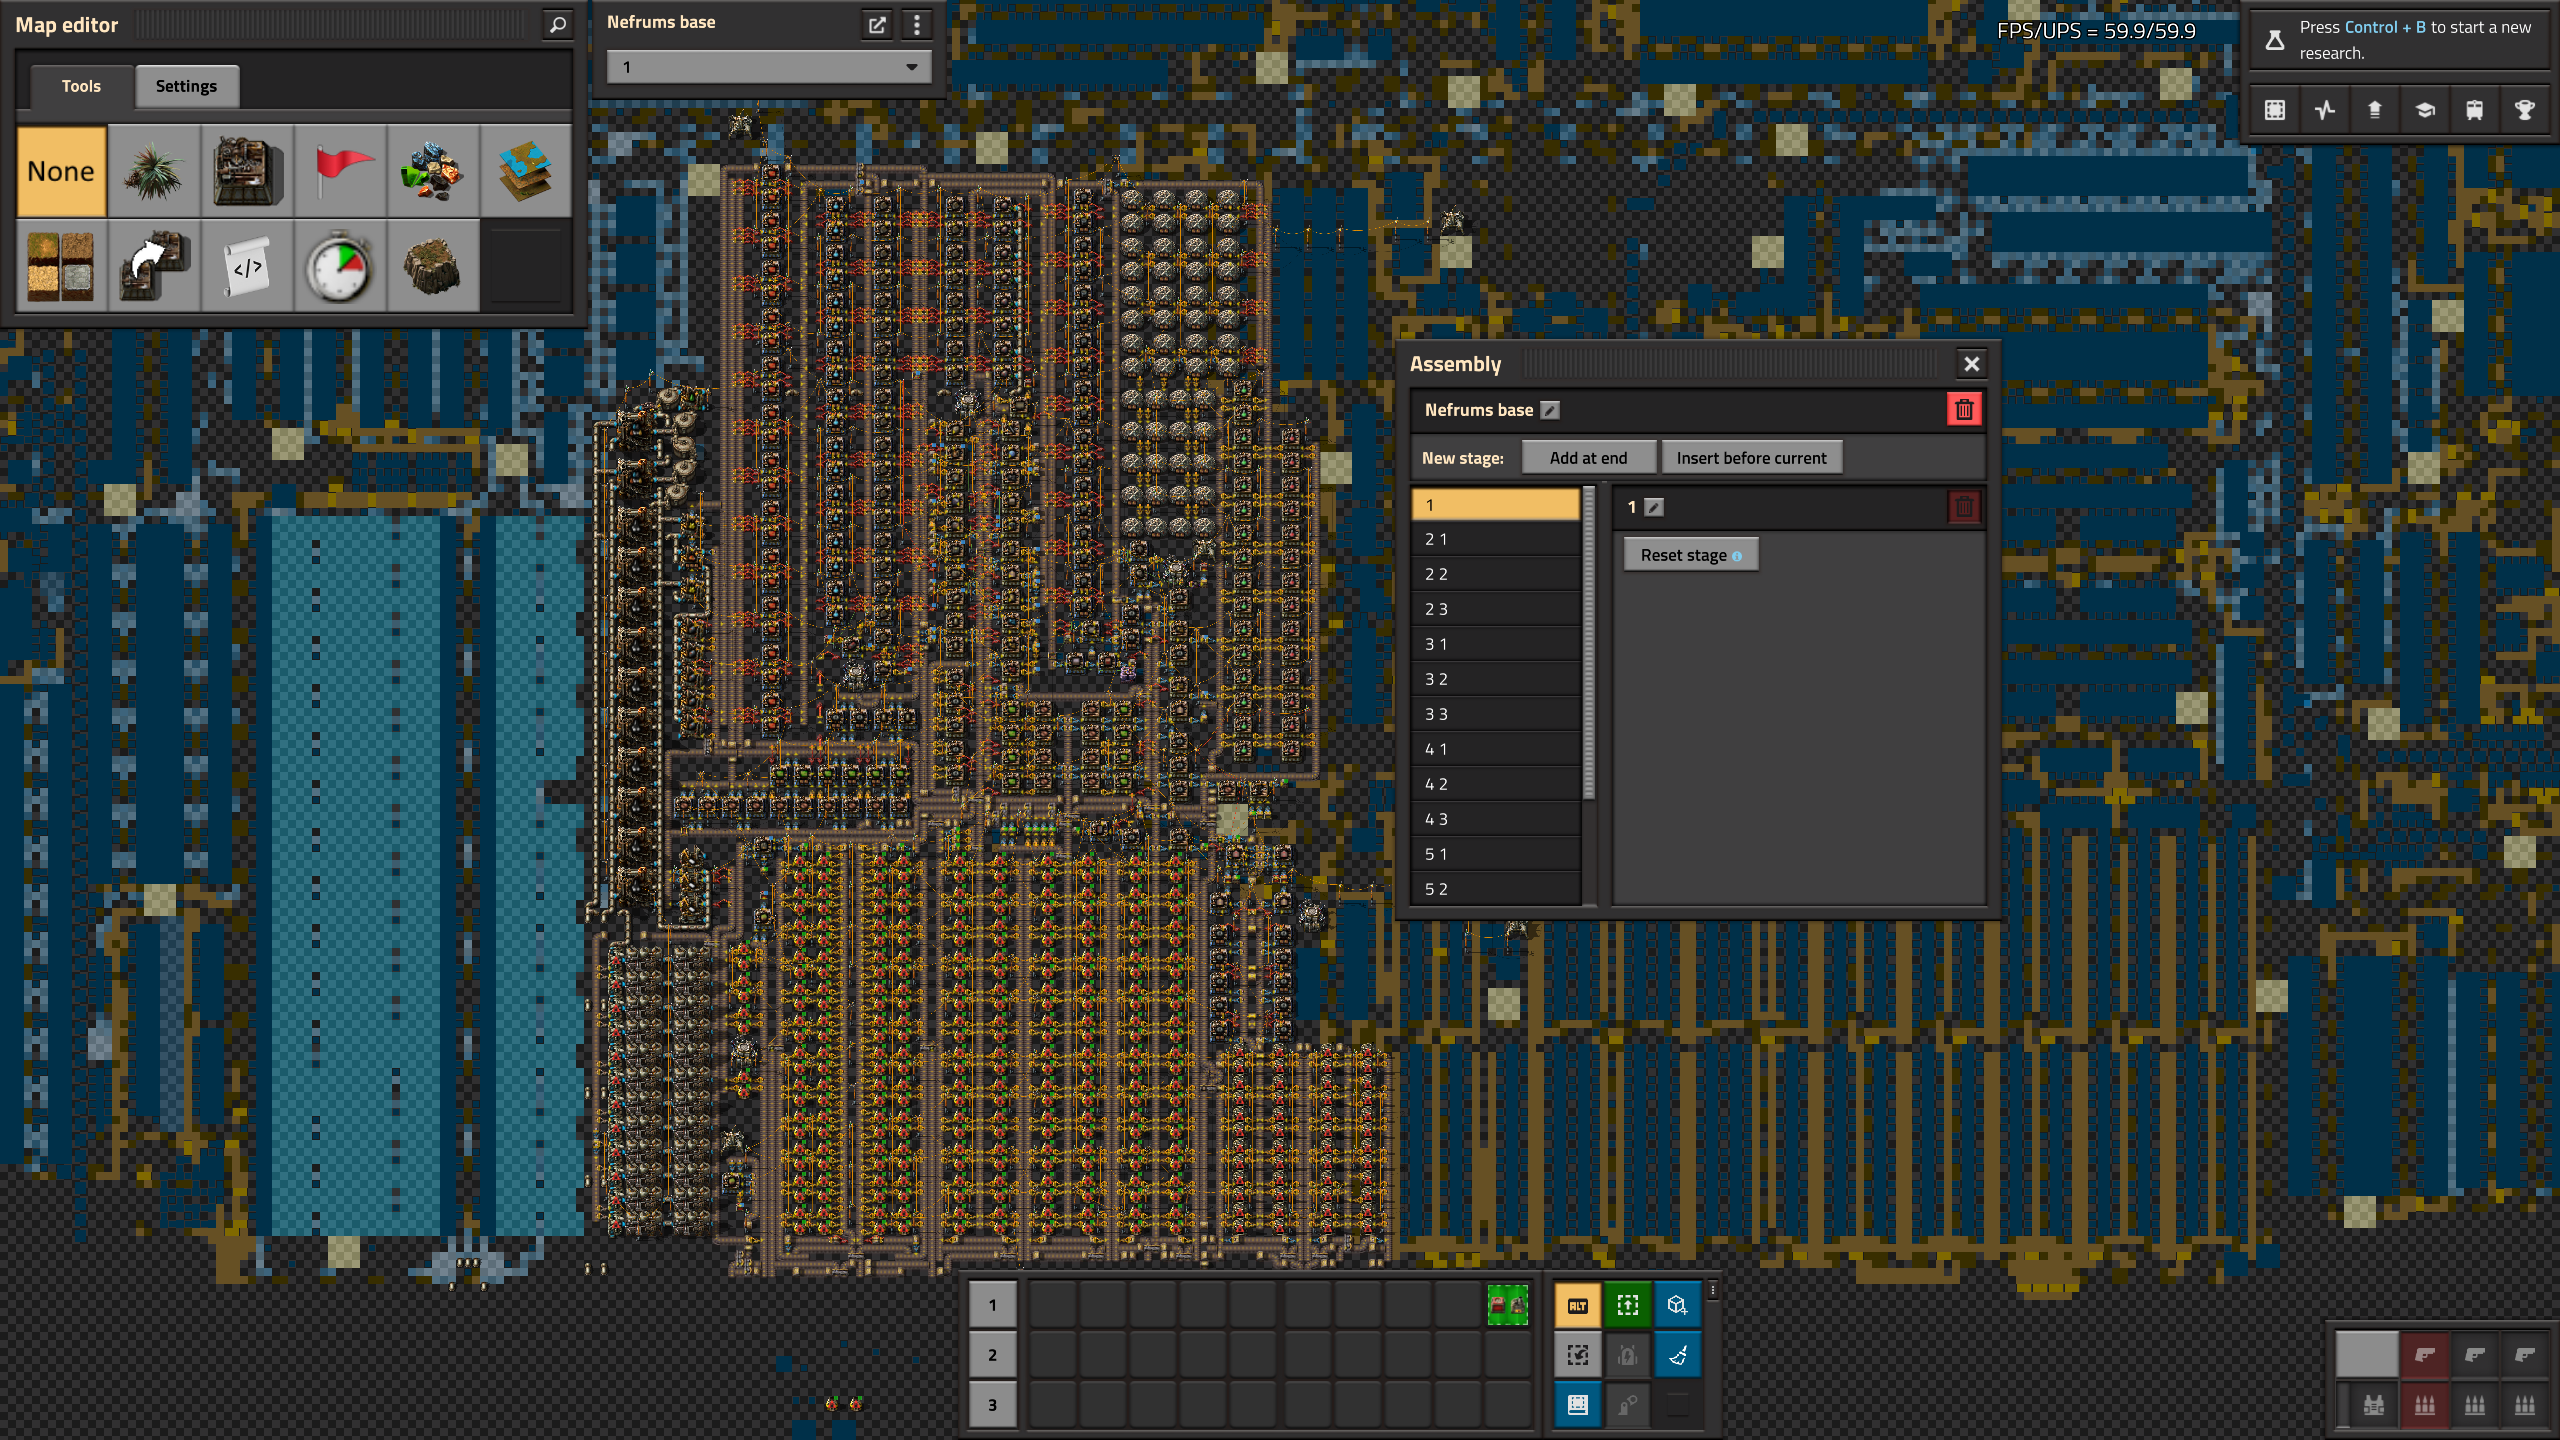 Map editor
Tools
Settings
None
</>
Nefrums base
1
FPS/UPS = 59.9/59.9
Press Control + B to start a new
research.
Assembly
Nefrums base
New stage:
Add at end
Insert before current
1
2 1
2 2
2 3
3 1
3 2
3 3
4 1
4 2
4 3
5 1
5 2
1
Reset stage
1
2
3
ALT